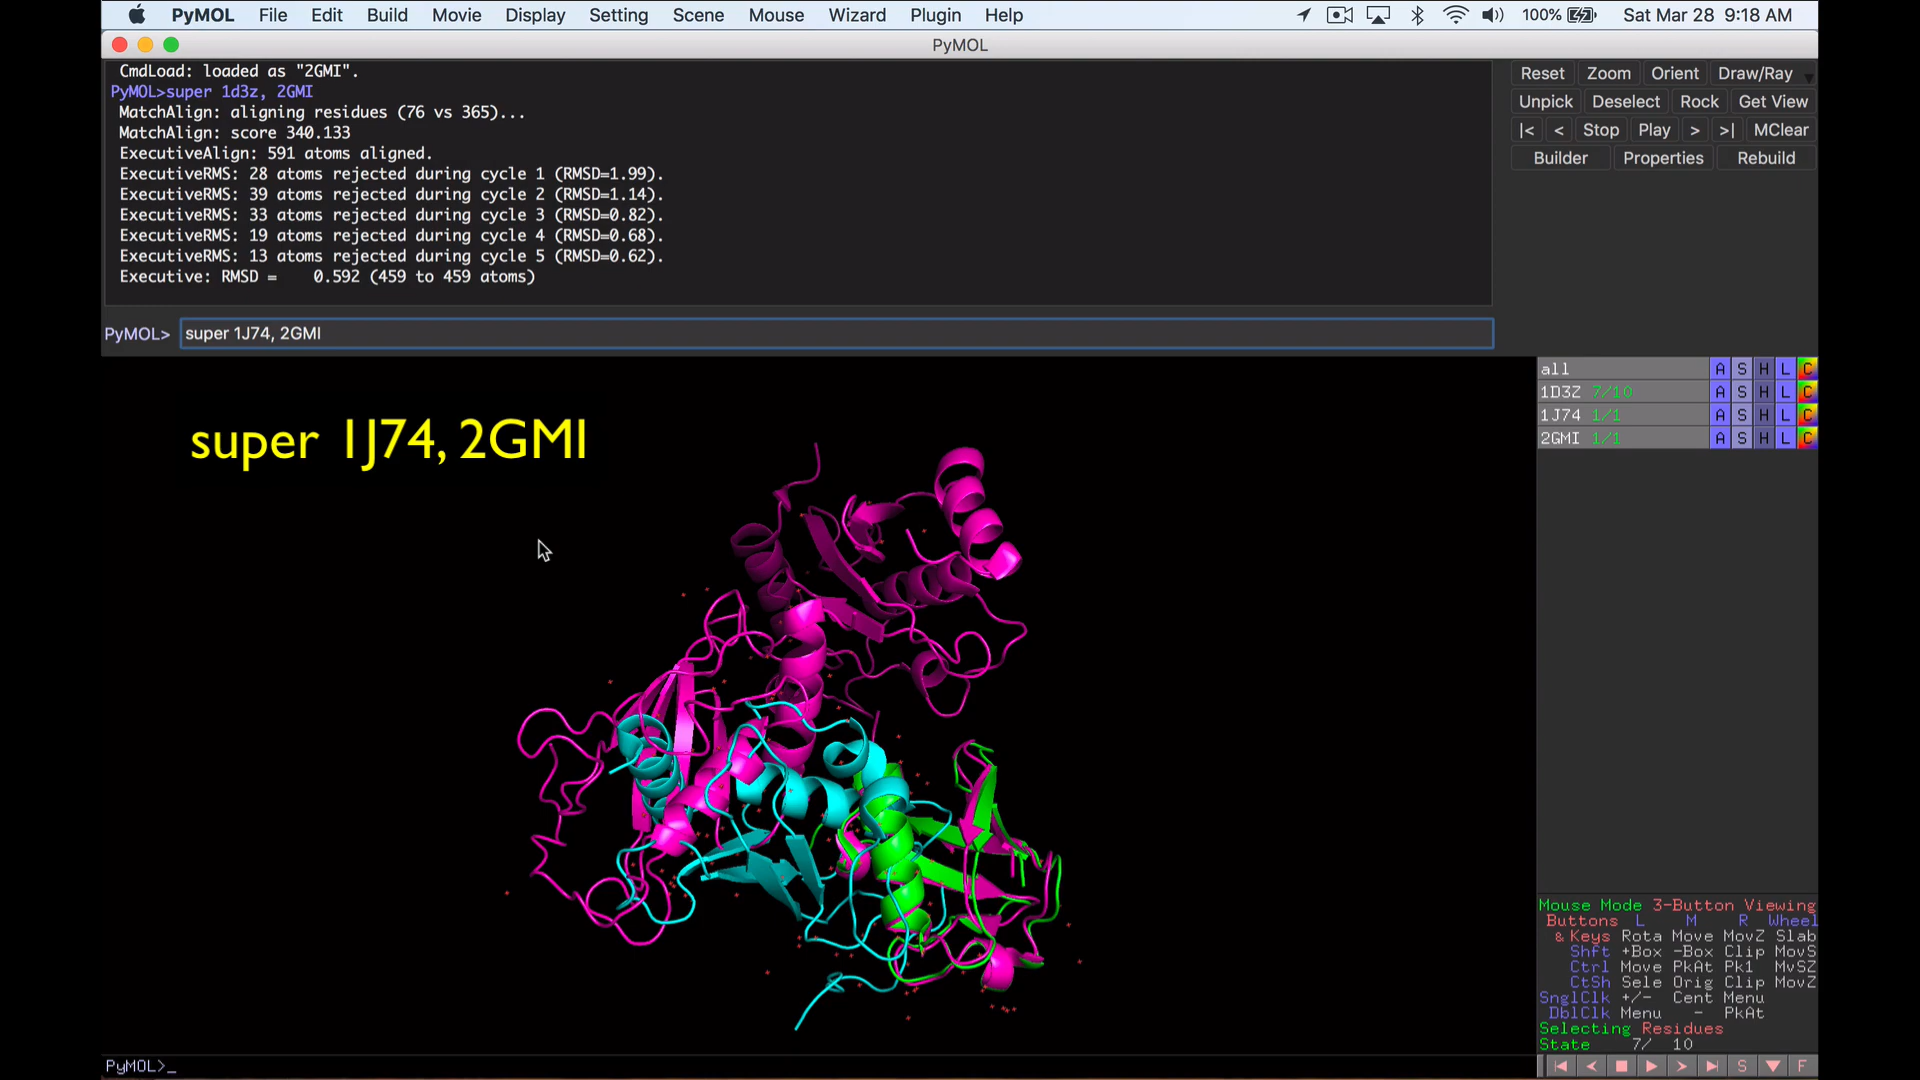 PyMOL File Edit Build Movie Display Setting Scene Mouse Wizard Plugin Help 100% Sat Mar 28 9:18 AM
PyMOL
CmdLoad: loaded as "2GMI".
PyMOL>super 1d3z, 2GMI
MatchAlign: aligning residues (76 vs 365)...
MatchAlign: score 340.133
ExecutiveAlign: 591 atoms aligned.
ExecutiveRMS: 28 atoms rejected during cycle 1 (RMSD=1.99).
ExecutiveRMS: 39 atoms rejected during cycle 2 (RMSD=1.14).
ExecutiveRMS: 33 atoms rejected during cycle 3 (RMSD=0.82).
ExecutiveRMS: 19 atoms rejected during cycle 4 (RMSD=0.68).
ExecutiveRMS: 13 atoms rejected during cycle 5 (RMSD=0.62).
Executive: RMSD = 0.592 (459 to 459 atoms)
PyMOL> super 1J74, 2GMI
Reset Zoom Orient Draw/Ray
Unpick Deselect Rock Get View
|< < Stop Play > >| MClear
Builder Properties Rebuild
super 1J74, 2GMI
all A S H L C
1D3Z 7/10 A S H L C
1J74 1/1 A S H L C
2GMI 1/1 A S H L C
Mouse Mode 3-Button Viewing
Buttons L M R Wheel
& Keys Rota Move MovZ Slab
Shft +Box -Box Clip MovS
Ctrl Move PkAt Pk1 MvSZ
CtSh Sele Orig Clip MovZ
SnglClk +/- Cent Menu
DblClk Menu - PkAt
Selecting Residues
State 7/ 10
PyMOL>_
S F